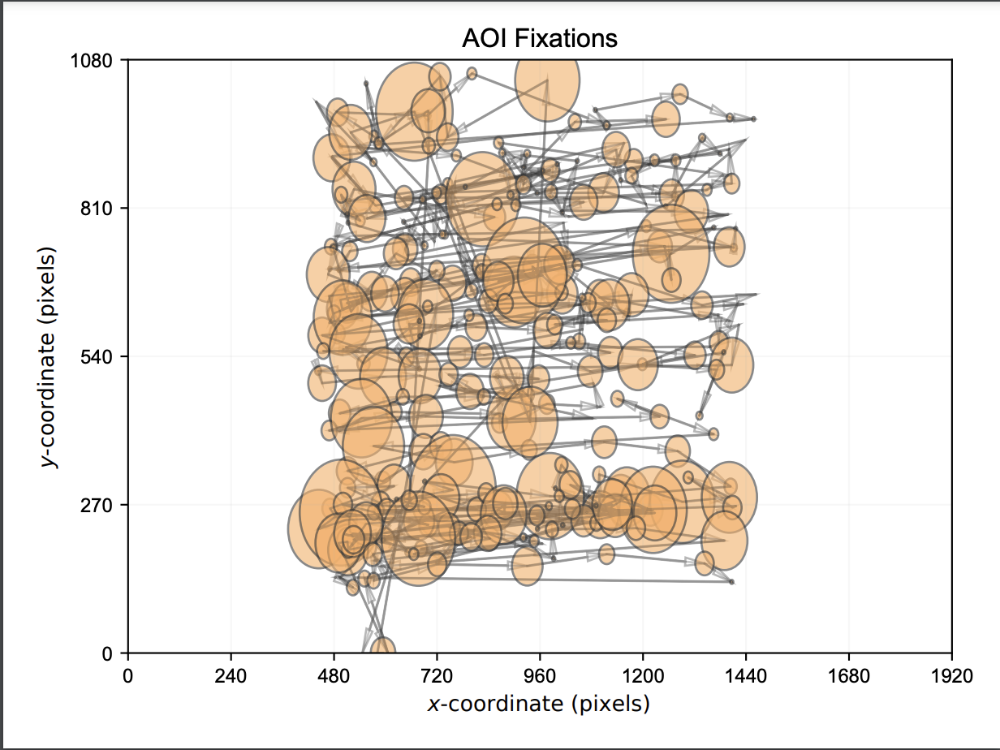 AOI Fixations
1080
810
540
270
0
y-coordinate (pixels)
0 240 480 720 960 1200 1440 1680 1920
x-coordinate (pixels)